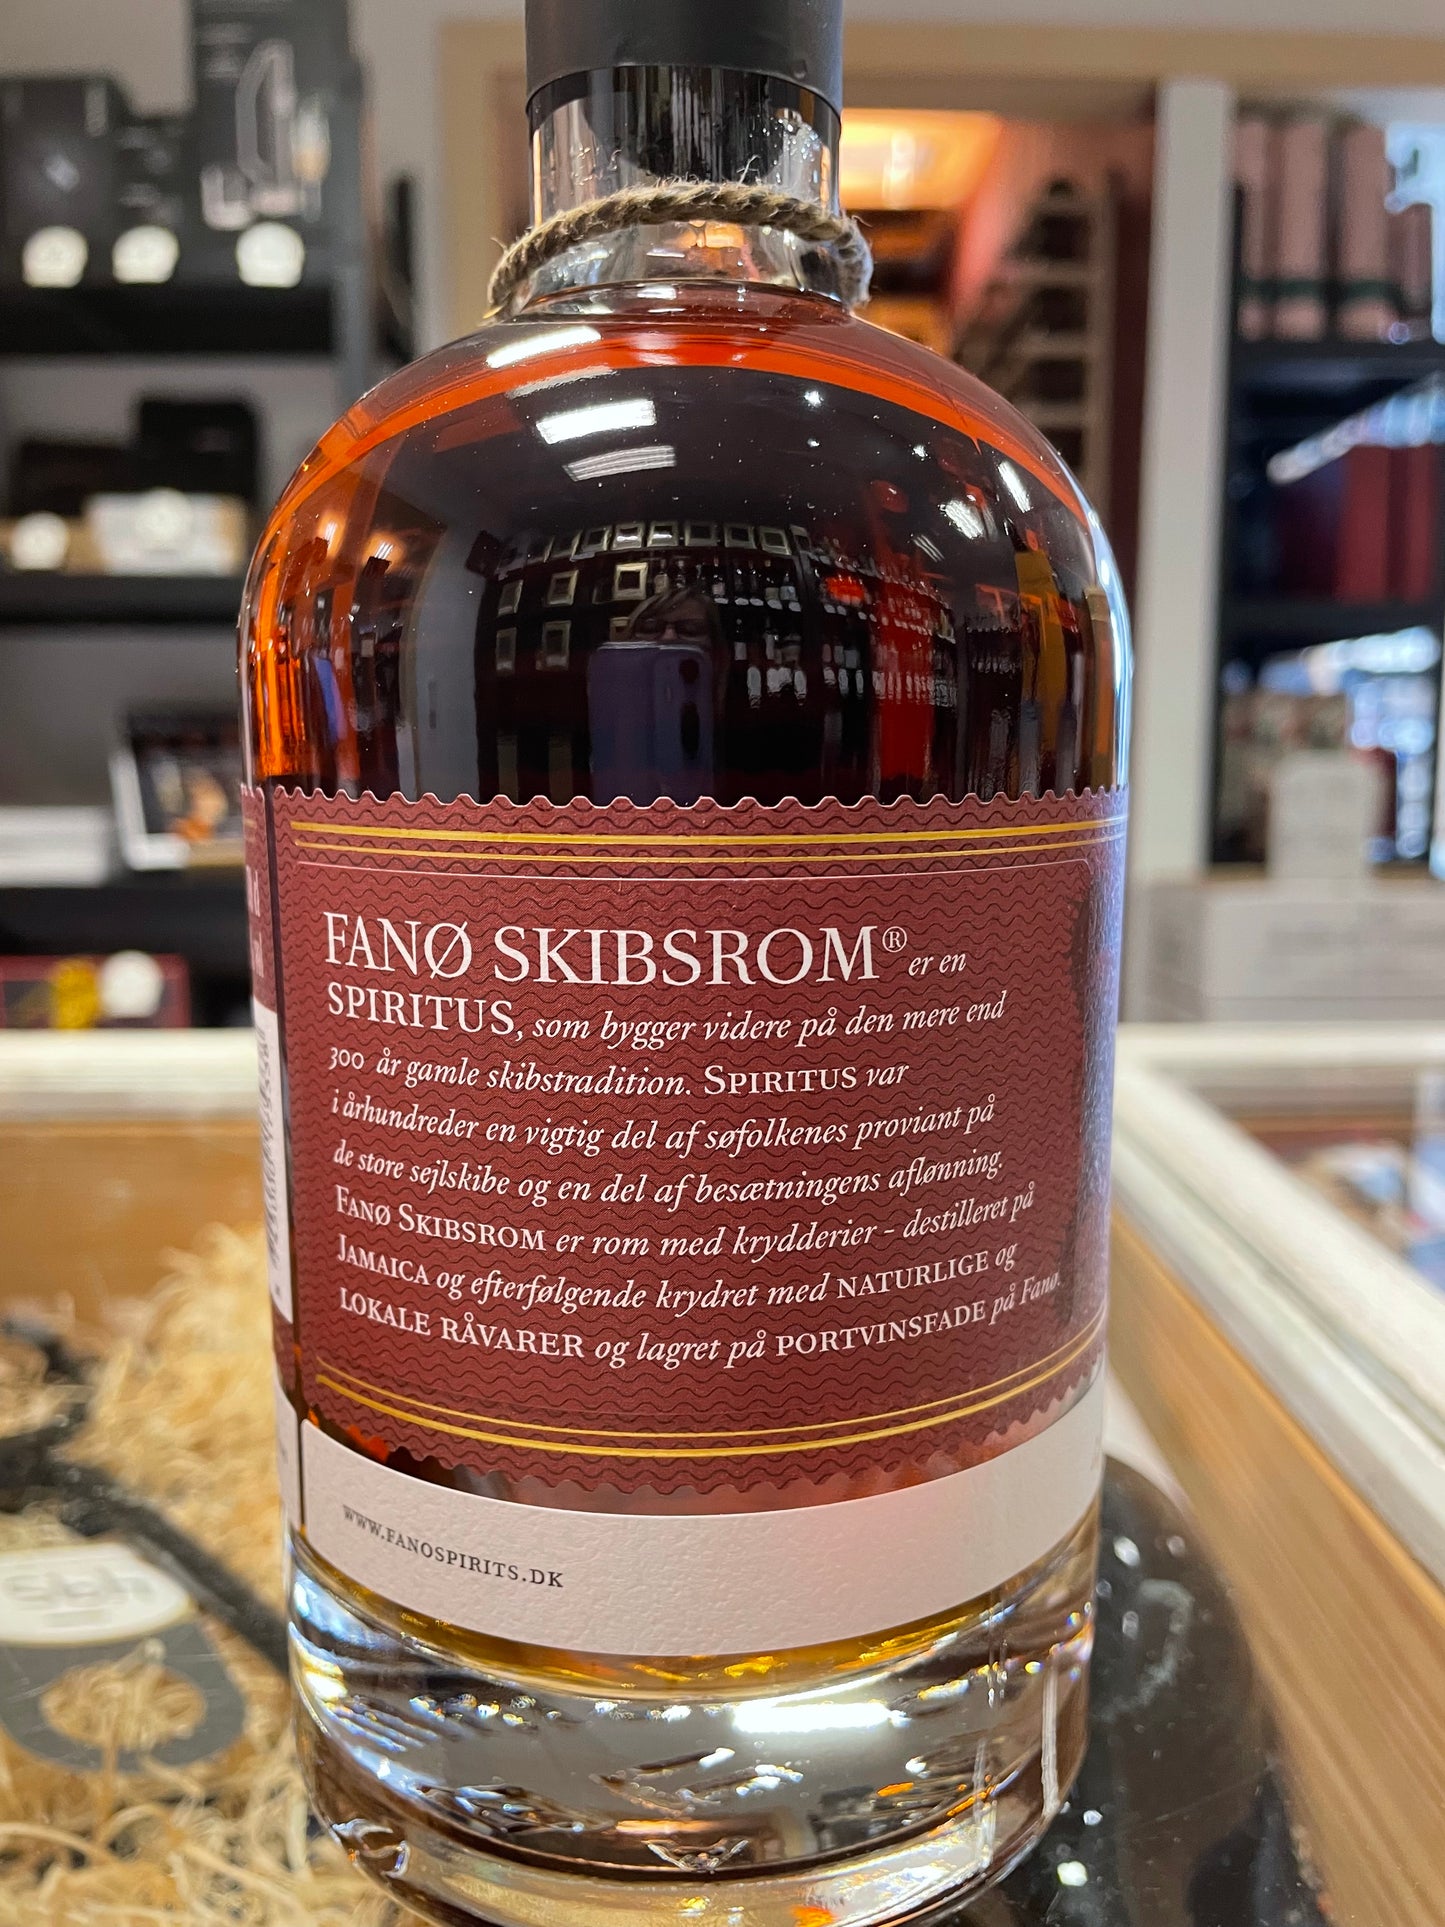 FANØ SKIBSROM® er en
SPIRITUS, som bygger videre på den mere end
300 år gamle skibstradition. SPIRITUS var
i århundreder en vigtig del af søfolkenes proviant på
de store sejlskibe og en del af besætningens aflønning.
FANØ SKIBSROM er rom med krydderier - destilleret på
JAMAICA og efterfølgende krydret med NATURLIGE og
LOKALE RÅVARER og lagret på PORTVINSFADE på Fanø.
WWW.FANOSPIRITS.DK